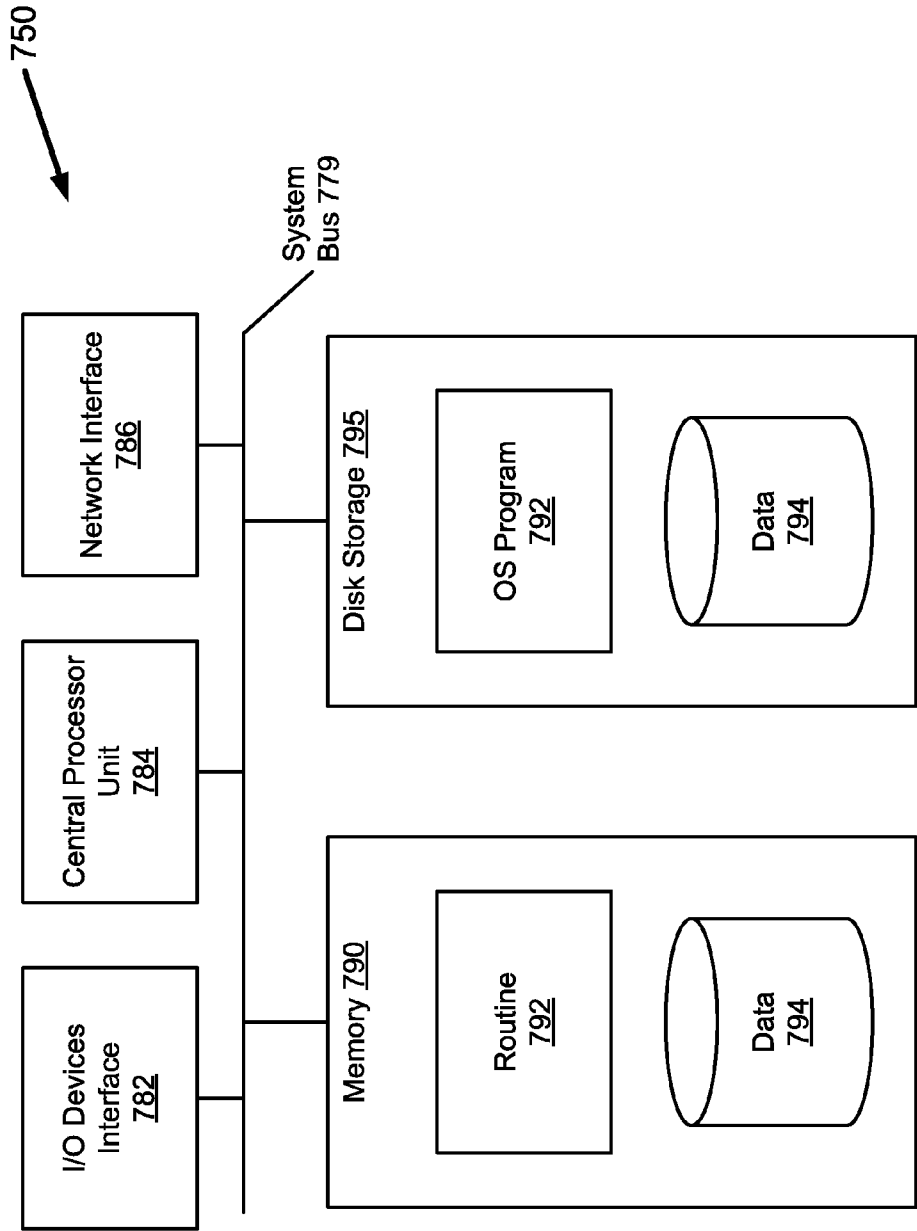 750
I/O Devices
Interface
782
Central Processor
Unit
784
Network Interface
786
System
Bus 779
Memory 790
Routine
792
Data
794
Disk Storage 795
OS Program
792
Data
794